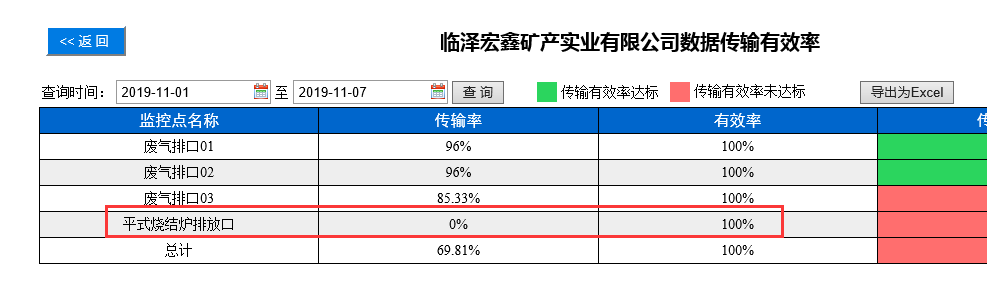 << 返 回
临泽宏鑫矿产实业有限公司数据传输有效率
查询时间： 2019-11-01 至 2019-11-07 查 询 传输有效率达标 传输有效率未达标 导出为Excel
监控点名称 传输率 有效率 传
废气排口01 96% 100%
废气排口02 96% 100%
废气排口03 85.33% 100%
平式烧结炉排放口 0% 100%
总计 69.81% 100%